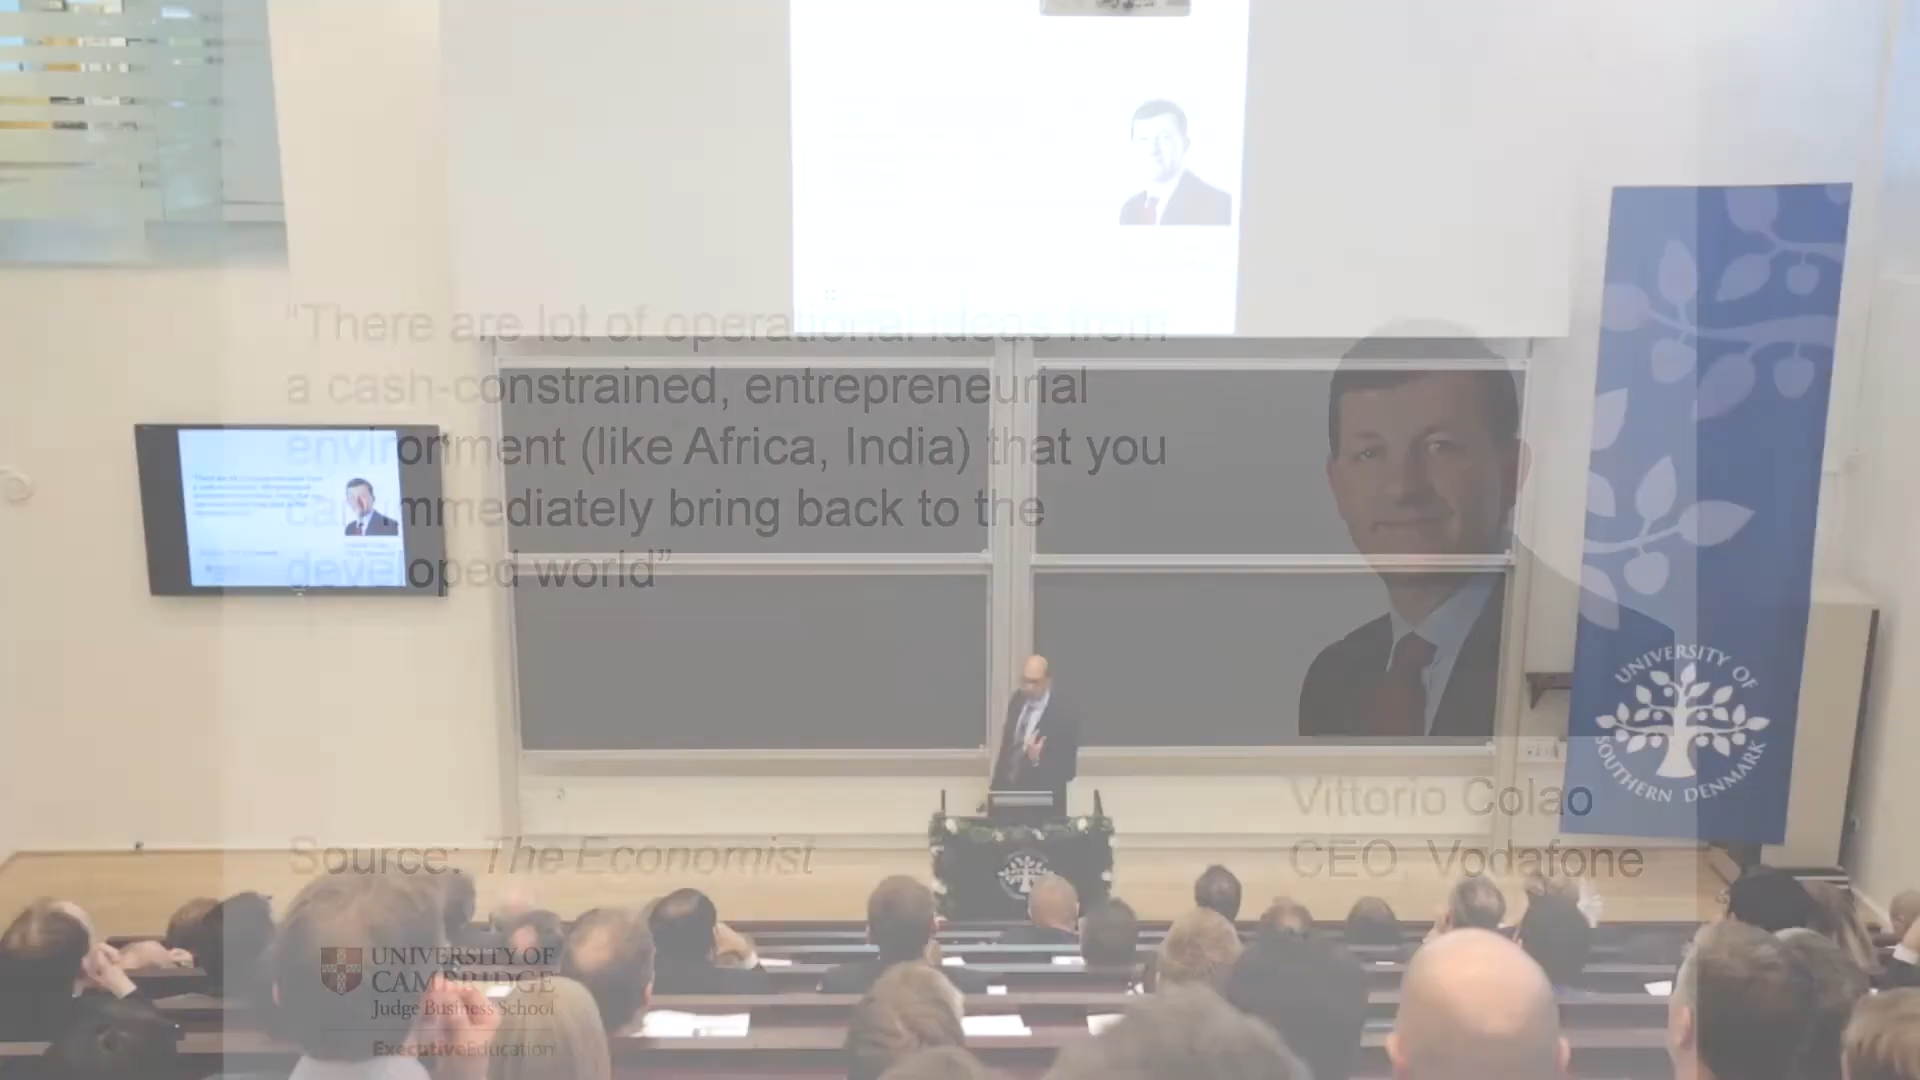 "There are lot of operational ideas from
a cash-constrained, entrepreneurial
environment (like Africa, India) that you
can immediately bring back to the
developed world”
Vittorio Colao
CEO, Vodafone
Source: The Economist
UNIVERSITY OF
CAMBRIDGE
Judge Business School
ExecutiveEducation
UNIVERSITY OF
SOUTHERN DENMARK